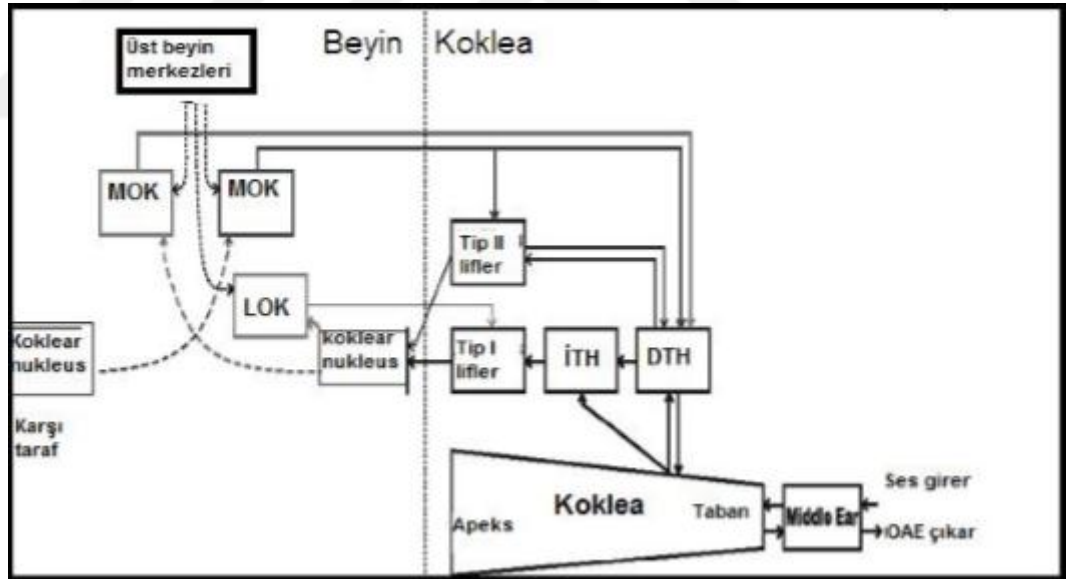 Üst beyin
merkezleri
Beyin
Koklea
MOK
MOK
Tip II
lifler
LOK
Koklear
nukleus
koklear
nukleus
Tip I
lifler
İTH
DTH
Karşı
taraf
Koklea
Apeks
Taban
Middle Ear
Ses girer
OAE çıkar